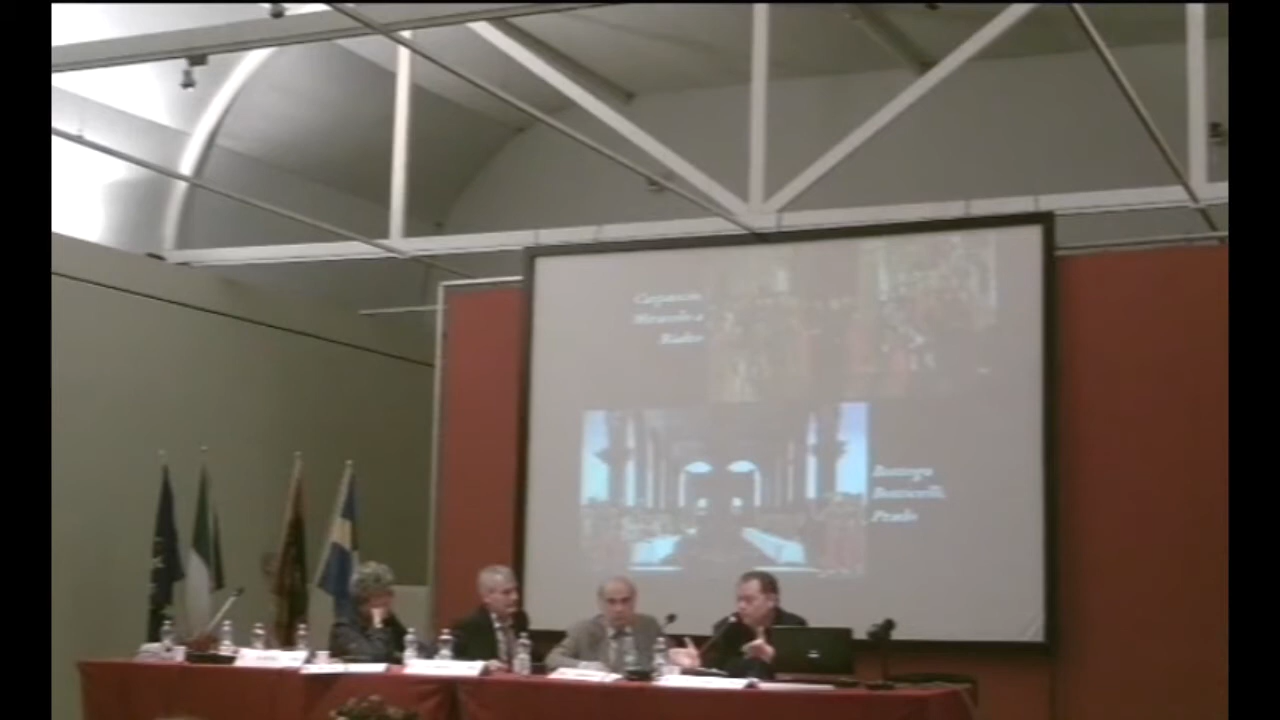 Carpaccio,
Miracolo a
Rialto
Bottega
Botticelli,
Prado